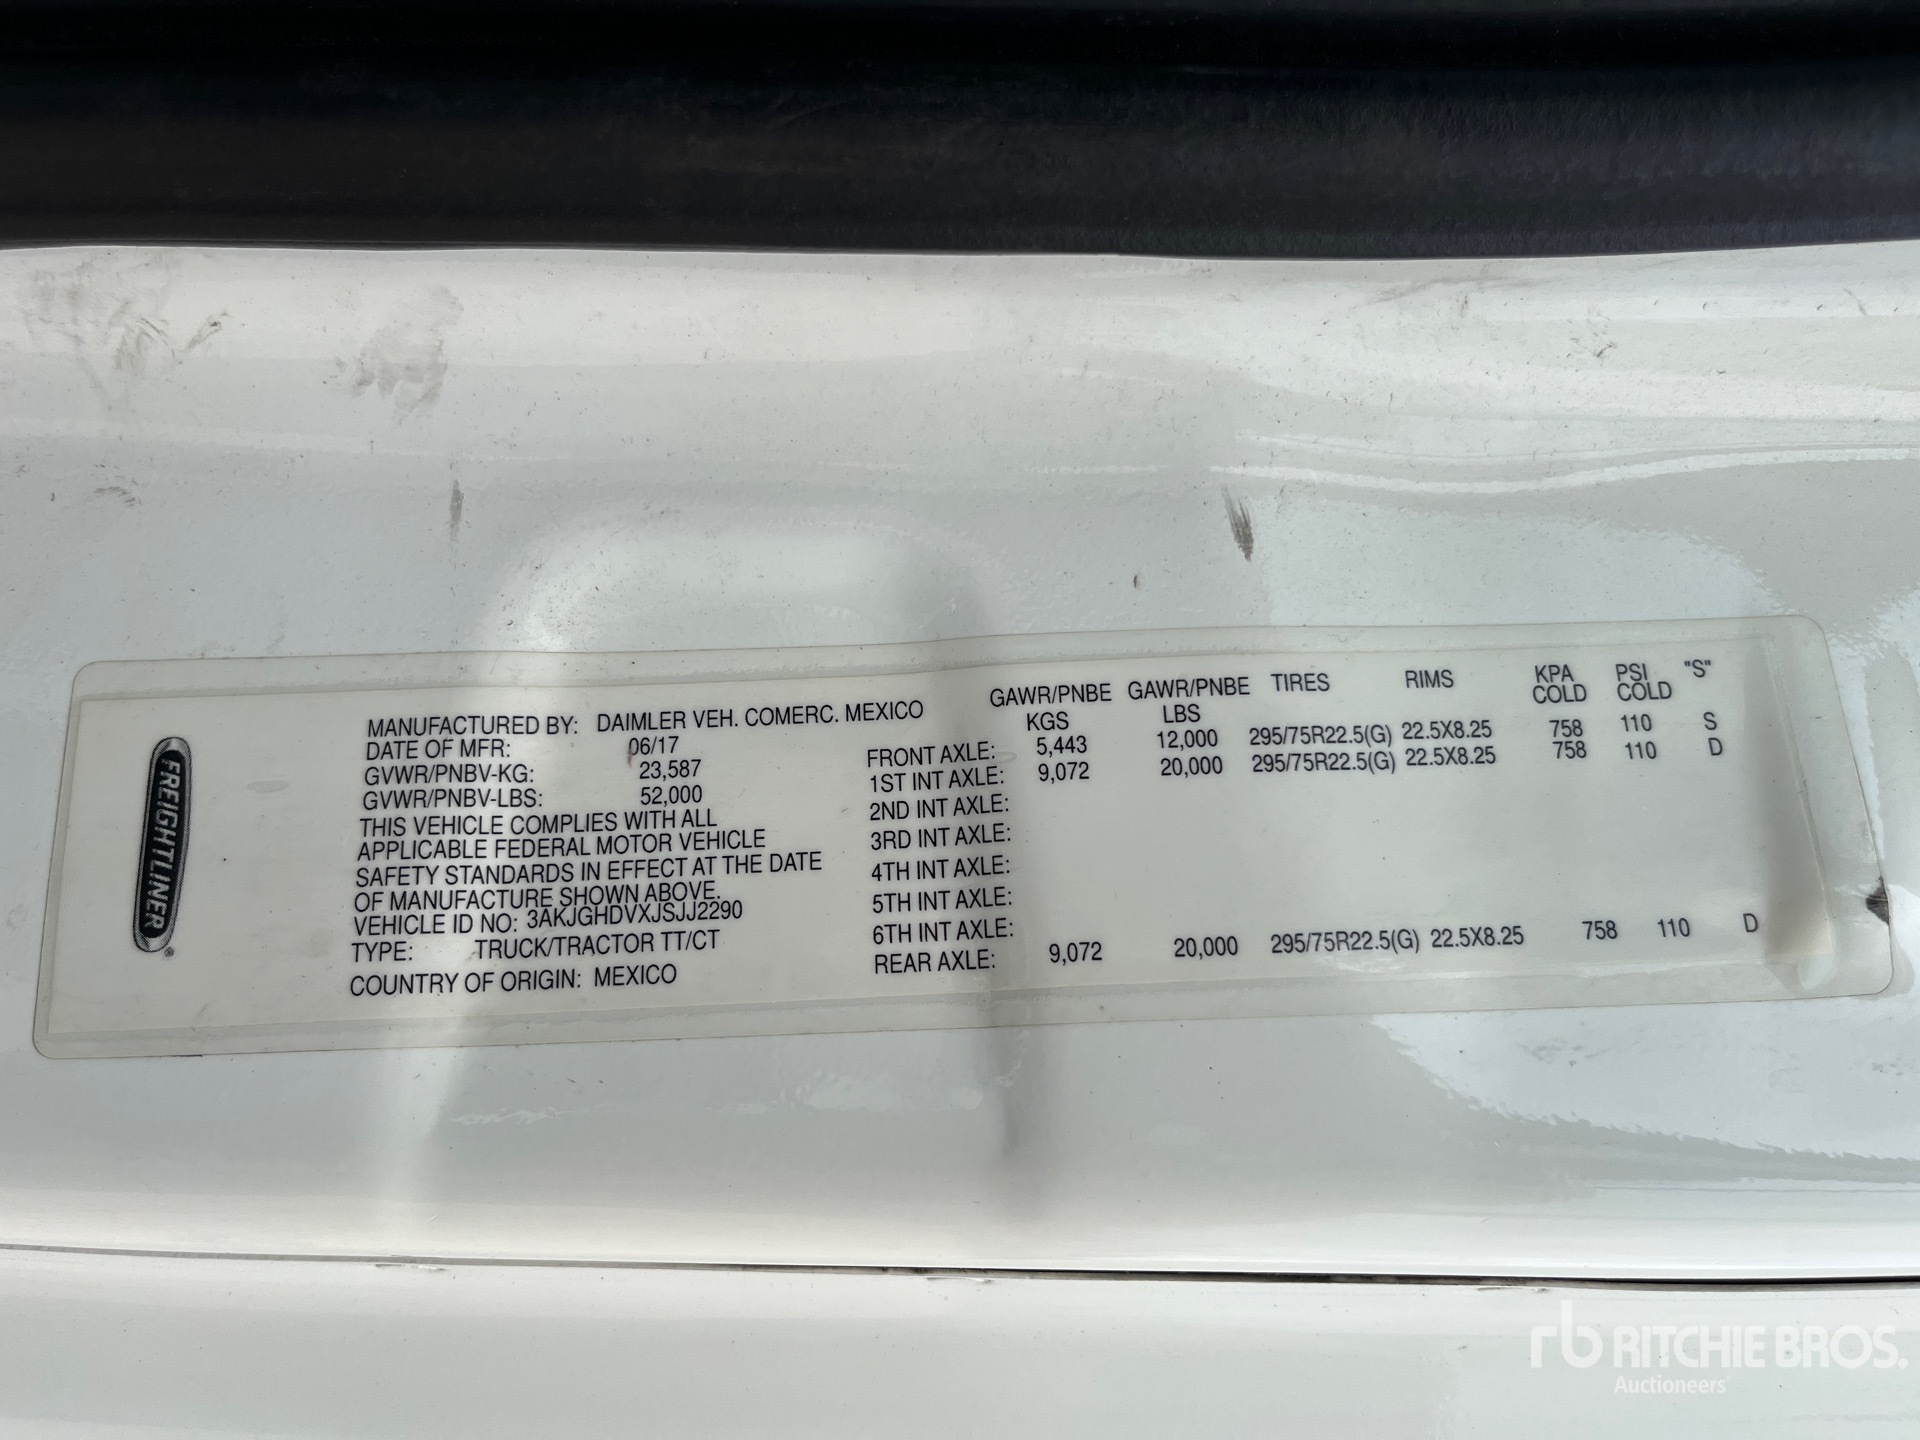 FREIGHTLINER®
MANUFACTURED BY: DAIMLER VEH. COMERC. MEXICO
DATE OF MFR: 06/17
GVWR/PNBV-KG: 23,587
GVWR/PNBV-LBS: 52,000
THIS VEHICLE COMPLIES WITH ALL
APPLICABLE FEDERAL MOTOR VEHICLE
SAFETY STANDARDS IN EFFECT AT THE DATE
OF MANUFACTURE SHOWN ABOVE.
VEHICLE ID NO: 3AKJGHDVXJSJJ2290
TYPE: TRUCK/TRACTOR TT/CT
COUNTRY OF ORIGIN: MEXICO
GAWR/PNBE GAWR/PNBE TIRES RIMS KPA PSI "S"
KGS LBS COLD COLD
FRONT AXLE: 5,443 12,000 295/75R22.5(G) 22.5X8.25 758 110 S
1ST INT AXLE: 9,072 20,000 295/75R22.5(G) 22.5X8.25 758 110 D
2ND INT AXLE:
3RD INT AXLE:
4TH INT AXLE:
5TH INT AXLE:
6TH INT AXLE:
REAR AXLE: 9,072 20,000 295/75R22.5(G) 22.5X8.25 758 110 D
rb RITCHIE BROS.
Auctioneers